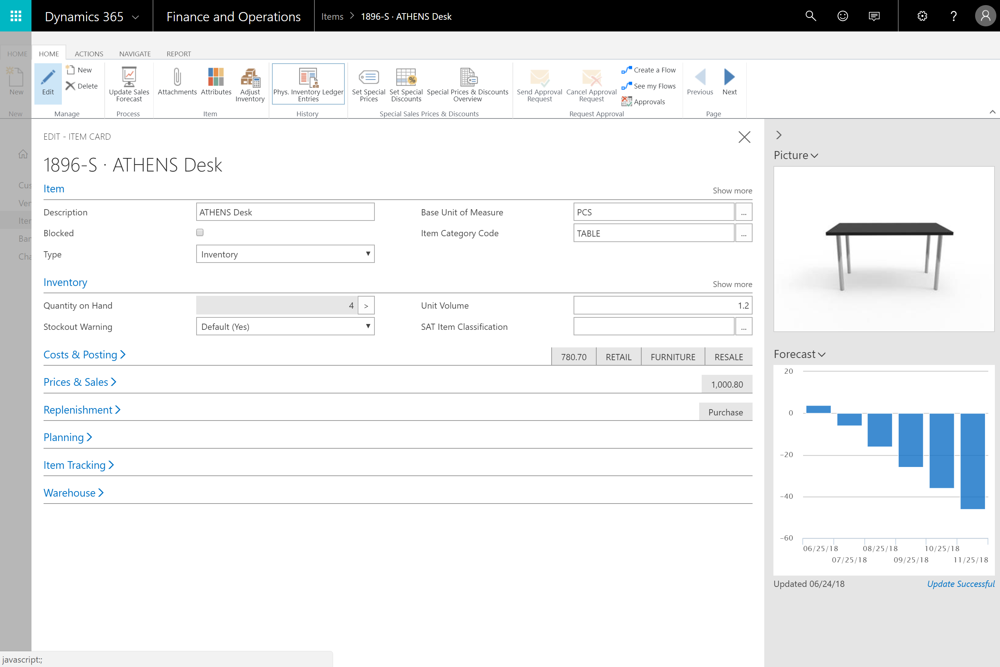 Dynamics 365
Finance and Operations
Items > 1896-S · ATHENS Desk
HOME
HOME
ACTIONS
NAVIGATE
REPORT
New
New
Edit
New
Delete
Manage
Update Sales
Forecast
Process
Attachments
Attributes
Adjust
Inventory
Item
Phys. Inventory Ledger
Entries
History
Set Special
Prices
Set Special
Discounts
Special Prices & Discounts
Overview
Special Sales Prices & Discounts
Send Approval
Request
Cancel Approval
Request
Create a Flow
See my Flows
Approvals
Request Approval
Previous
Next
Page
EDIT - ITEM CARD
1896-S · ATHENS Desk
Cus
Ven
Iter
Ban
Cha
Item
Show more
Description
ATHENS Desk
Base Unit of Measure
PCS
...
Blocked
Item Category Code
TABLE
...
Type
Inventory
Inventory
Show more
Quantity on Hand
4
>
Unit Volume
1.2
Stockout Warning
Default (Yes)
SAT Item Classification
...
Costs & Posting
780.70
RETAIL
FURNITURE
RESALE
Prices & Sales
1,000.80
Replenishment
Purchase
Planning
Item Tracking
Warehouse
Picture
Forecast
20
0
-20
-40
-60
06/25/18
07/25/18
08/25/18
09/25/18
10/25/18
11/25/18
Updated 06/24/18
Update Successful
javascript:;